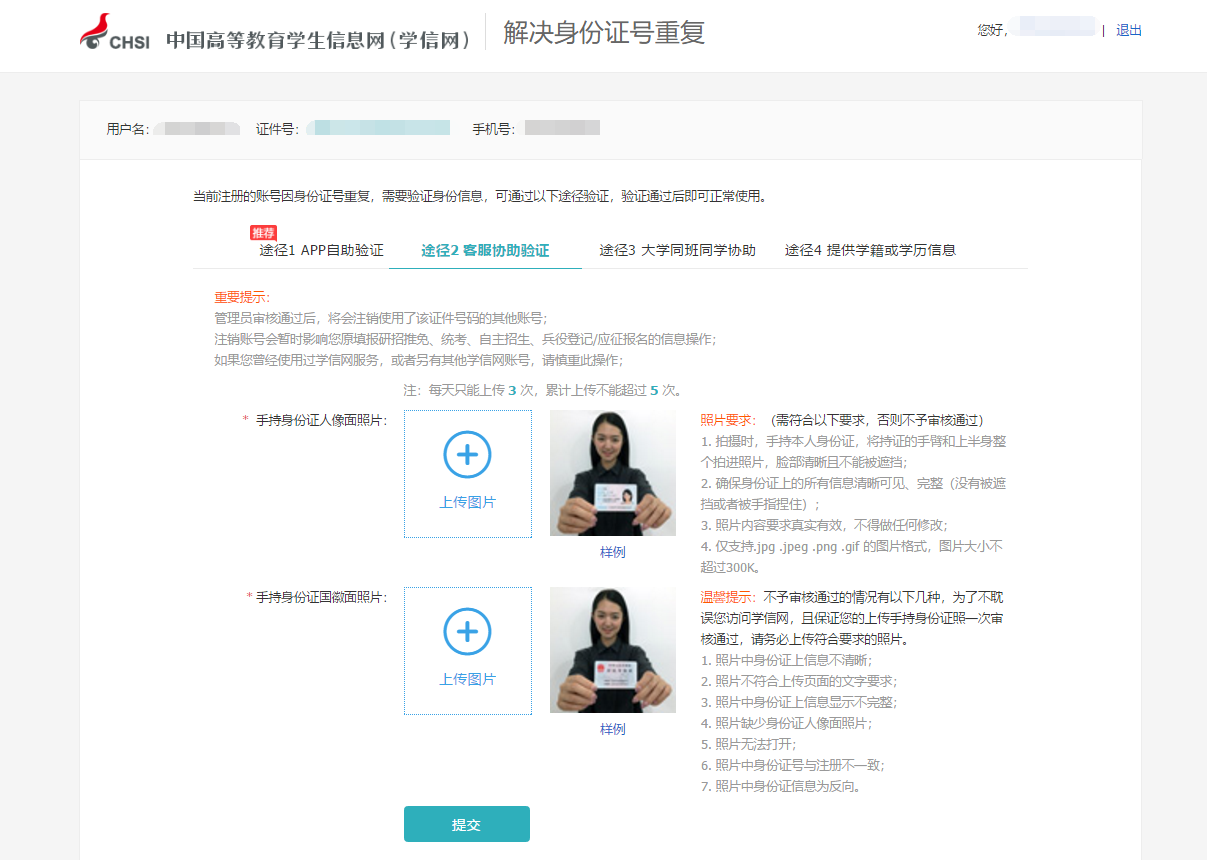 CHSI 中国高等教育学生信息网(学信网) 解决身份证号重复
您好, | 退出
用户名: 证件号: 手机号:
当前注册的账号因身份证号重复，需要验证身份信息，可通过以下途径验证，验证通过后即可正常使用。
推荐
途径1 APP自助验证 途径2 客服协助验证 途径3 大学同班同学协助 途径4 提供学籍或学历信息
重要提示:
管理员审核通过后，将会注销使用了该证件号码的其他账号;
注销账号会暂时影响您原填报研招推免、统考、自主招生、兵役登记/应征报名的信息操作;
如果您曾经使用过学信网服务，或者另有其他学信网账号，请慎重此操作;
注: 每天只能上传 3 次，累计上传不能超过 5 次。
* 手持身份证人像面照片:
上传图片
样例
照片要求: （需符合以下要求，否则不予审核通过）
1. 拍摄时，手持本人身份证，将持证的手臂和上半身整
个拍进照片，脸部清晰且不能被遮挡;
2. 确保身份证上的所有信息清晰可见、完整（没有被遮
挡或者被手指捏住）;
3. 照片内容要求真实有效，不得做任何修改;
4. 仅支持.jpg .jpeg .png .gif 的图片格式，图片大小不
超过300K。
* 手持身份证国徽面照片:
上传图片
样例
温馨提示: 不予审核通过的情况有以下几种，为了不耽
误您访问学信网，且保证您的上传手持身份证照一次审
核通过，请务必上传符合要求的照片。
1. 照片中身份证上信息不清晰;
2. 照片不符合上传页面的文字要求;
3. 照片中身份证上信息显示不完整;
4. 照片缺少身份证人像面照片;
5. 照片无法打开;
6. 照片中身份证号与注册不一致;
7. 照片中身份证信息为反向。
提交